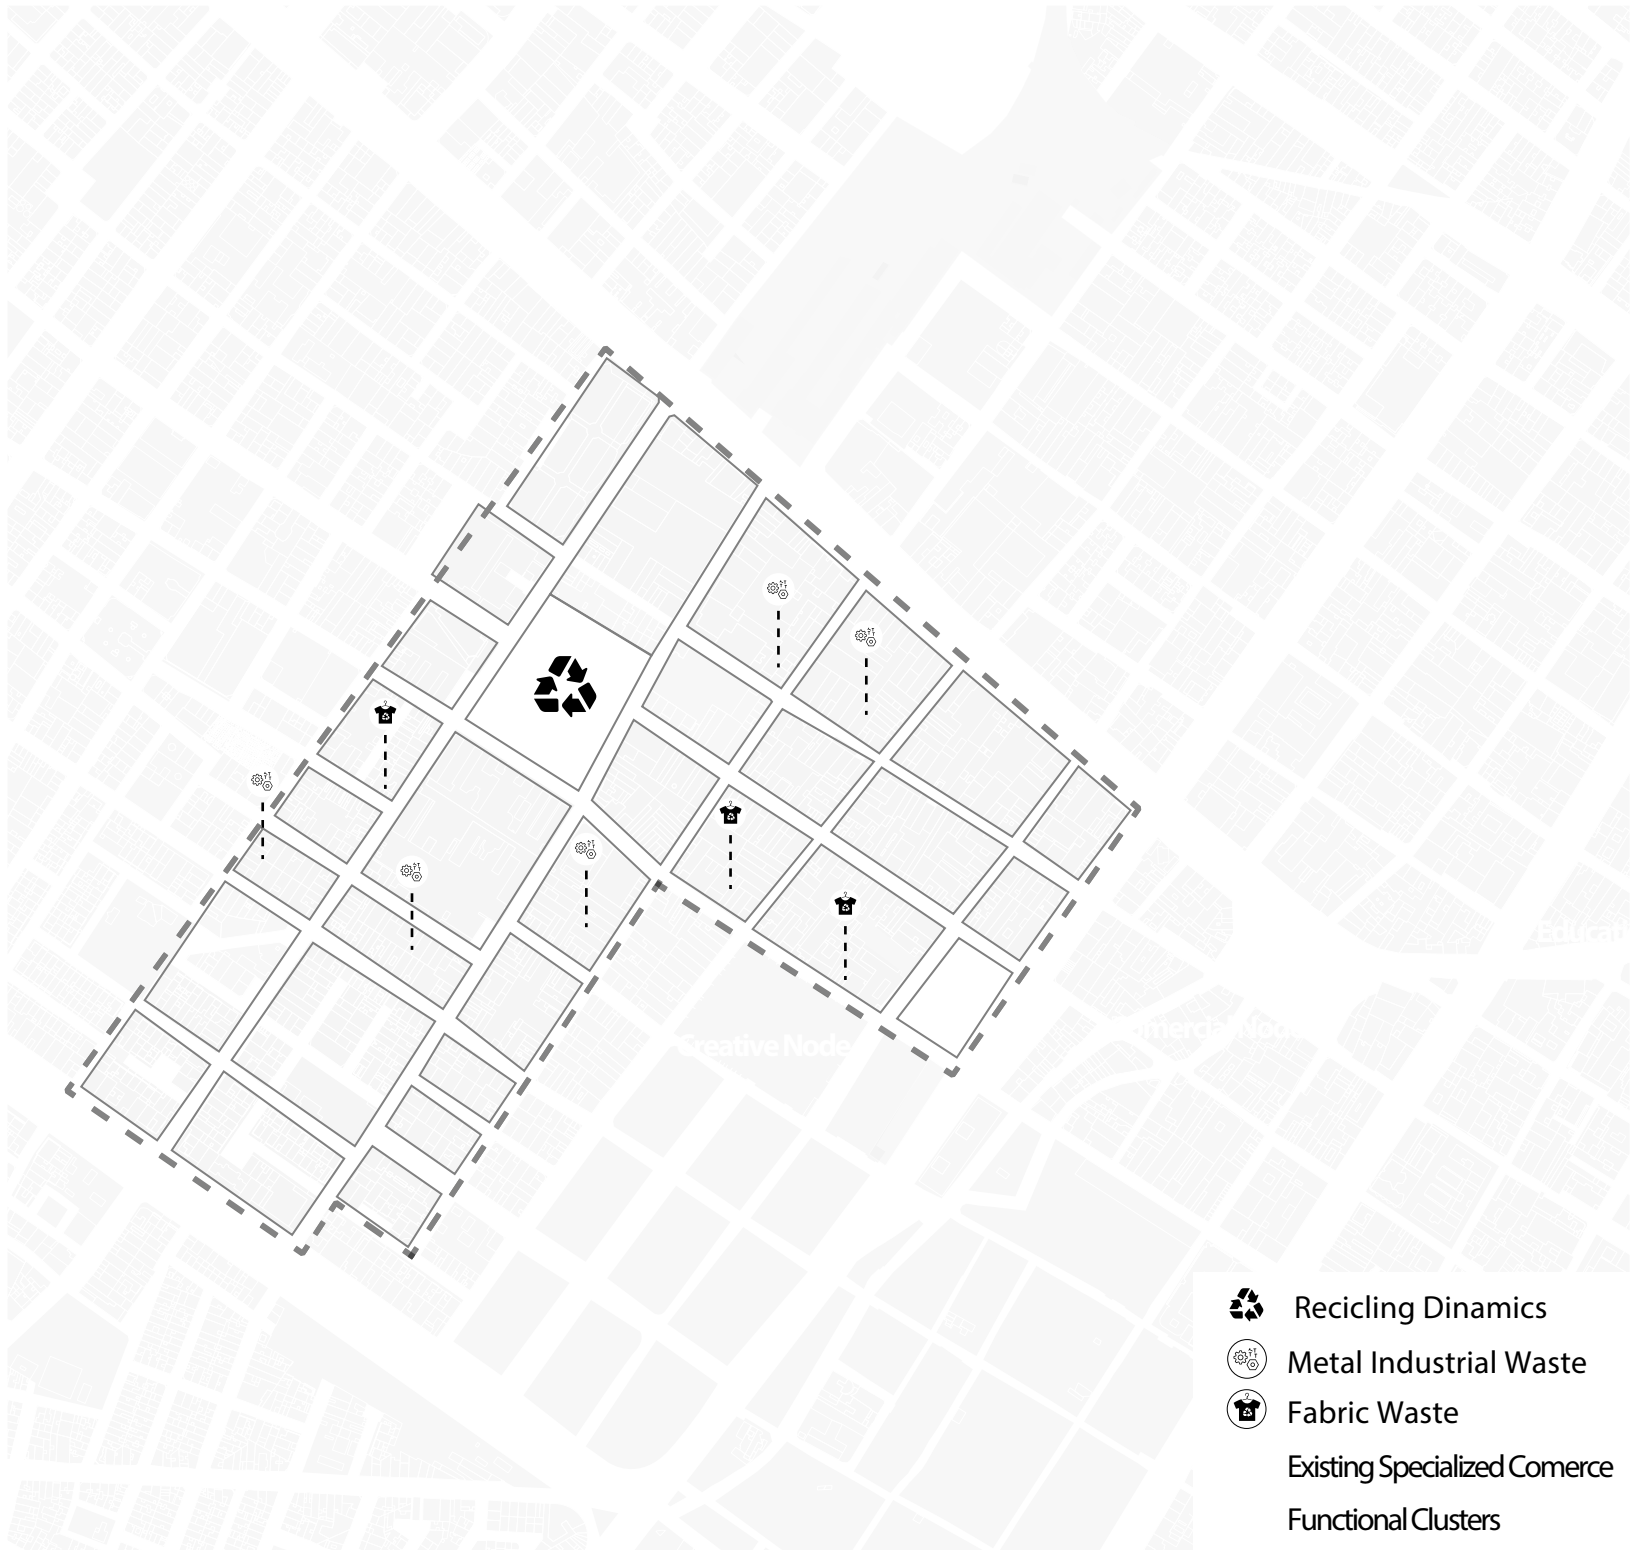 Creative Node
Recicling Dinamics
Metal Industrial Waste
Fabric Waste
Existing Specialized Comerce
Functional Clusters